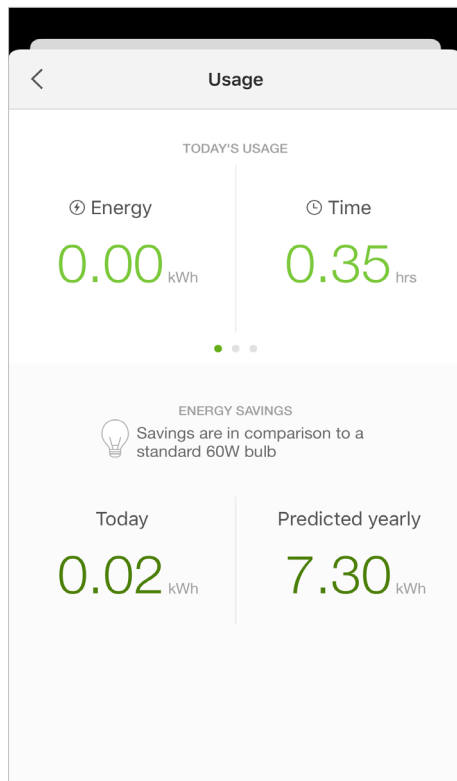 Usage
TODAY'S USAGE
Energy
0.00 kWh
Time
0.35 hrs
ENERGY SAVINGS
Savings are in comparison to a
standard 60W bulb
Today
0.02 kWh
Predicted yearly
7.30 kWh